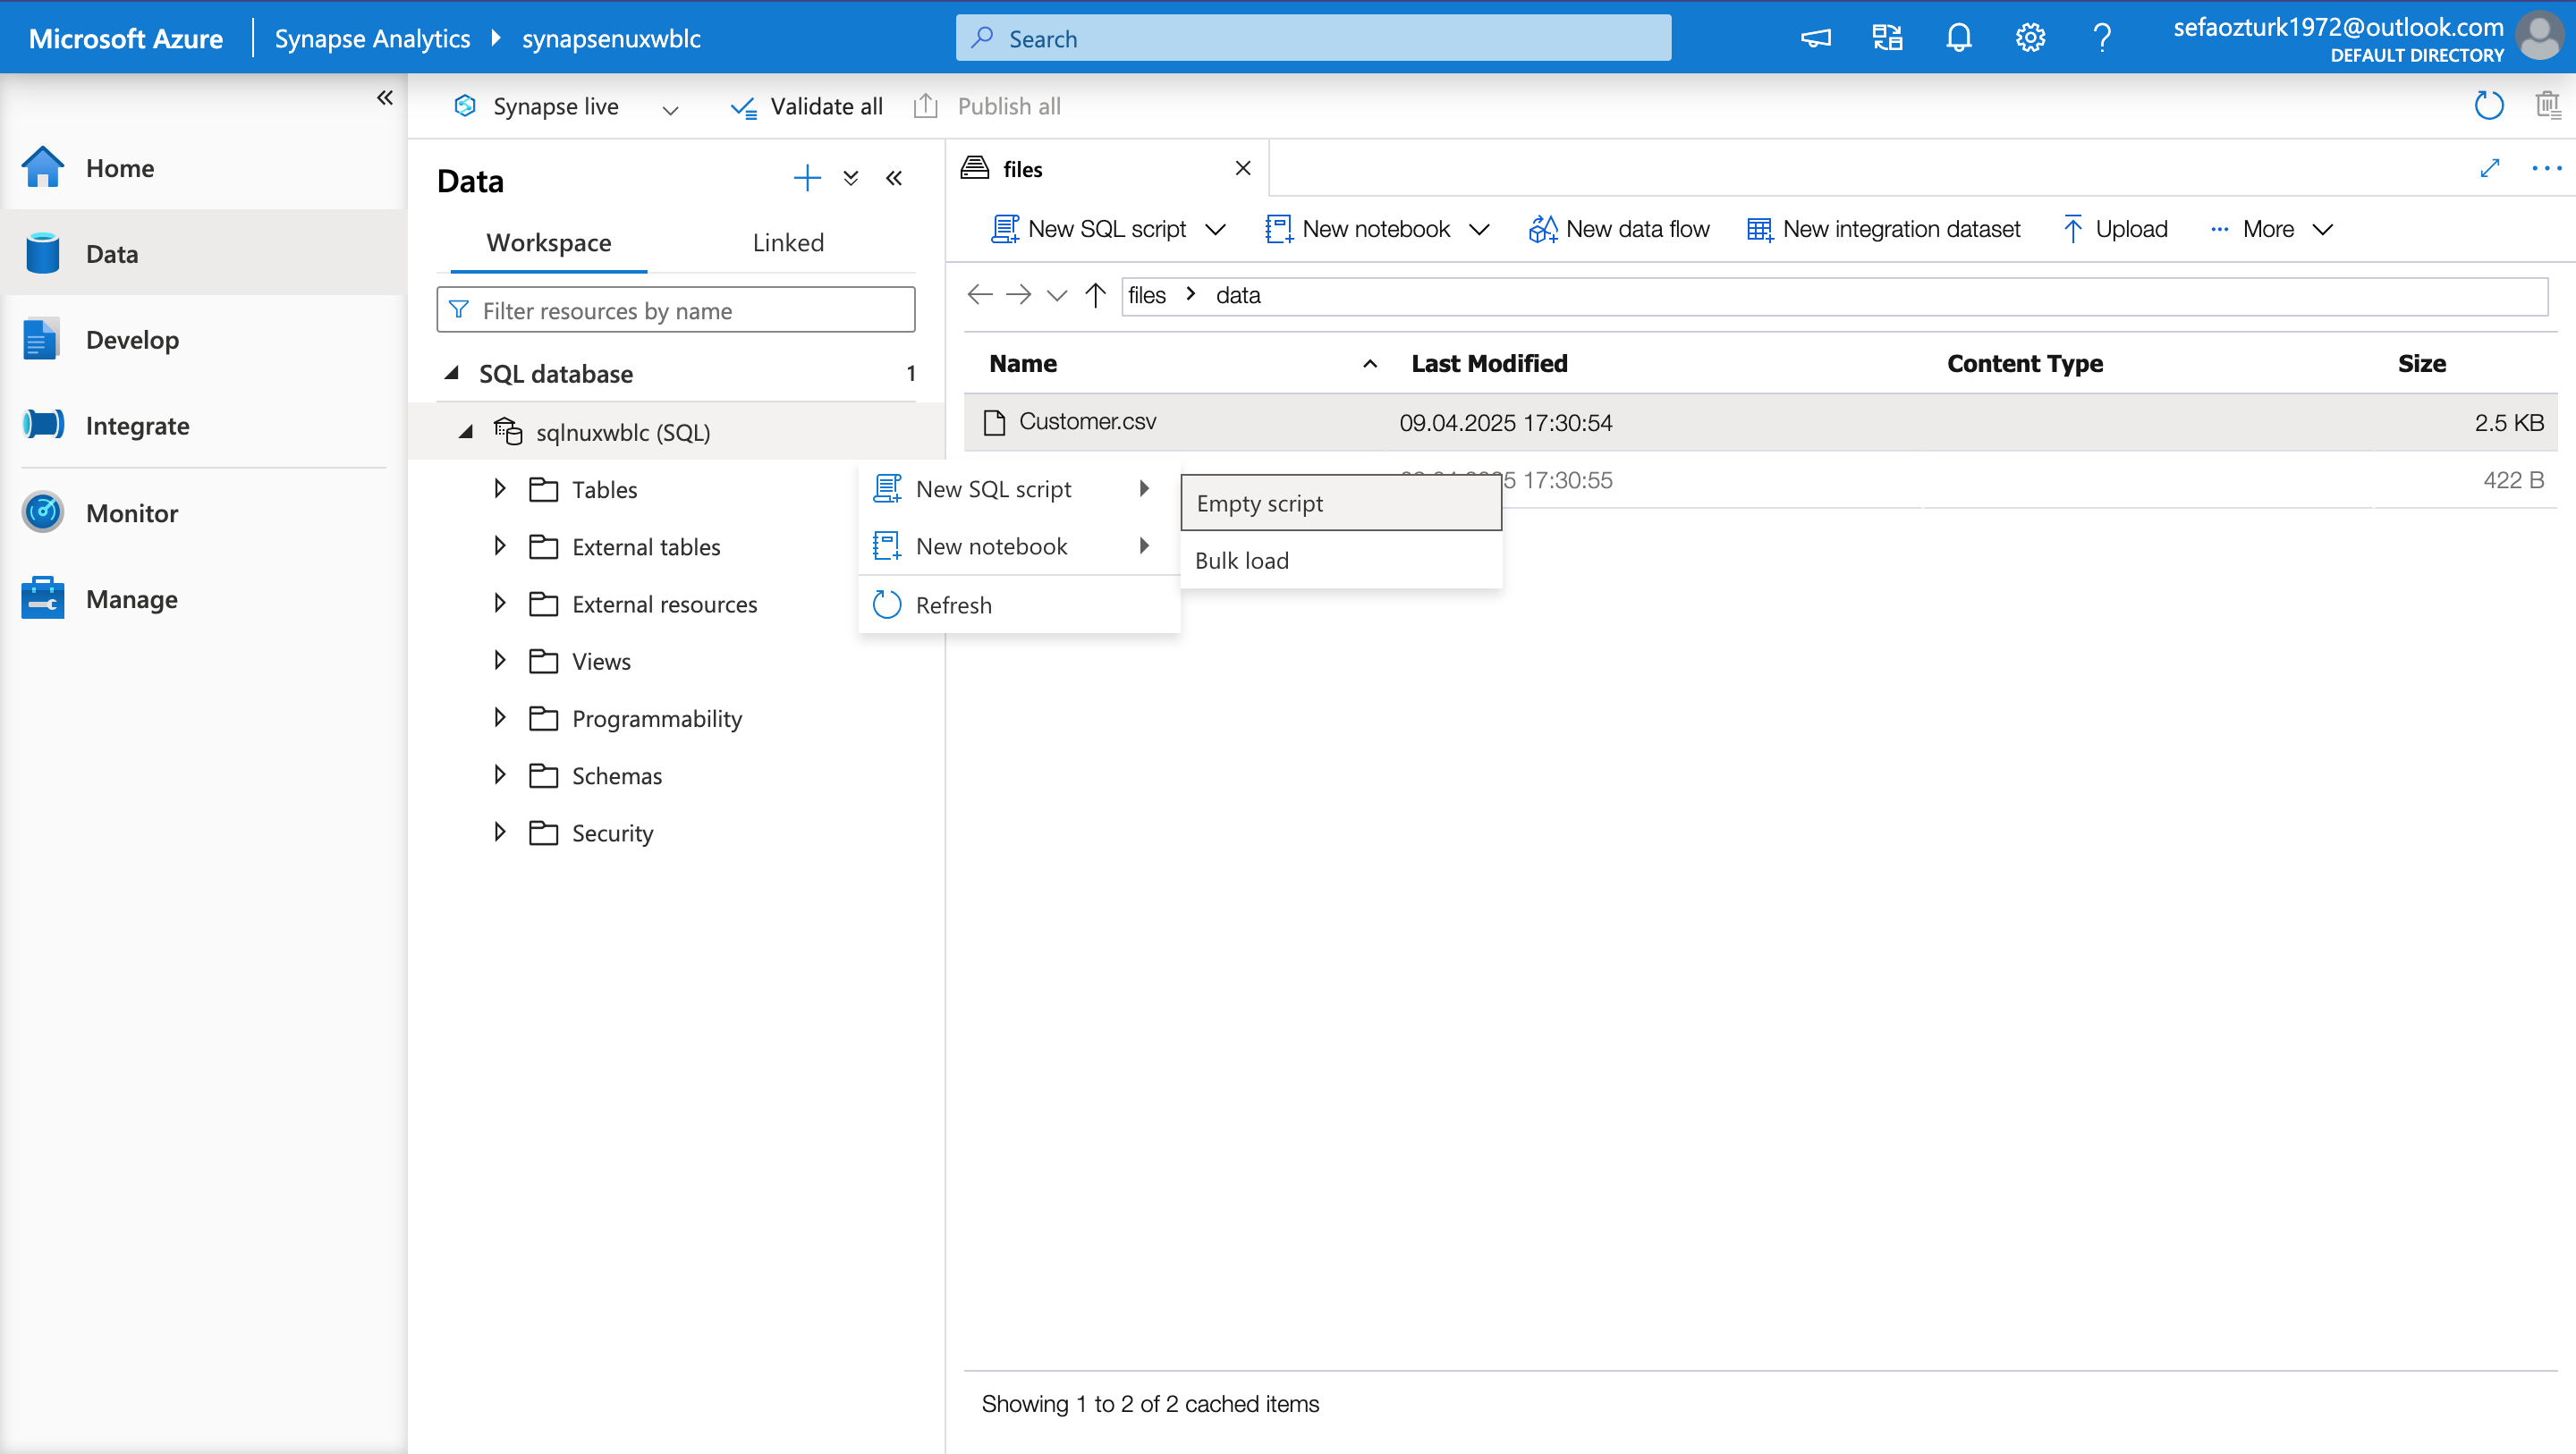 Microsoft Azure
Synapse Analytics
synapsenuxwblc
Search
sefaozturk1972@outlook.com
DEFAULT DIRECTORY
Synapse live
Validate all
Publish all
Home
Data
Develop
Integrate
Monitor
Manage
Data
Workspace
Linked
Filter resources by name
SQL database 1
sqlnuxwblc (SQL)
Tables
External tables
External resources
Views
Programmability
Schemas
Security
New SQL script
New notebook
Refresh
Empty script
Bulk load
files
New SQL script
New notebook
New data flow
New integration dataset
Upload
More
files > data
Name Last Modified Content Type Size
Customer.csv 09.04.2025 17:30:54 2.5 KB
17:30:55 422 B
Showing 1 to 2 of 2 cached items